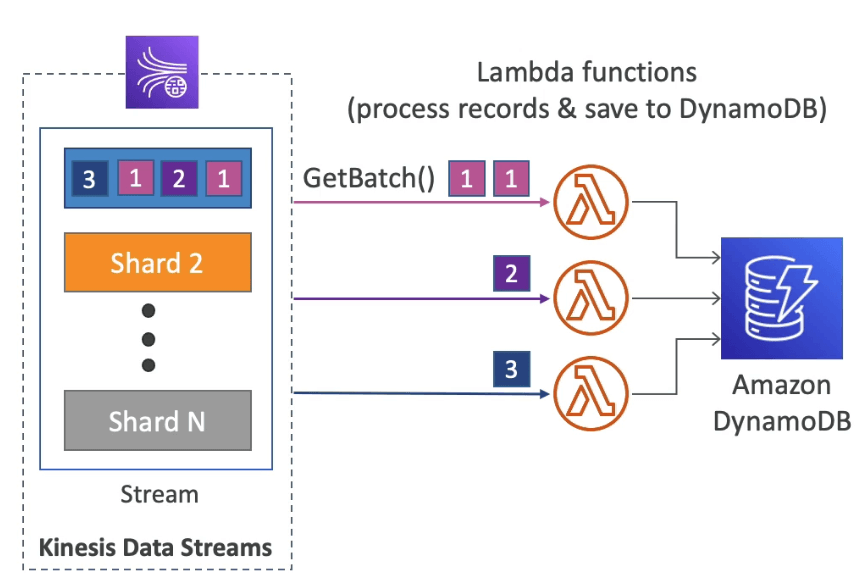 Lambda functions
(process records & save to DynamoDB)
3 1 2 1
GetBatch() 1 1
Shard 2
2
3
Shard N
Amazon
DynamoDB
Stream
Kinesis Data Streams